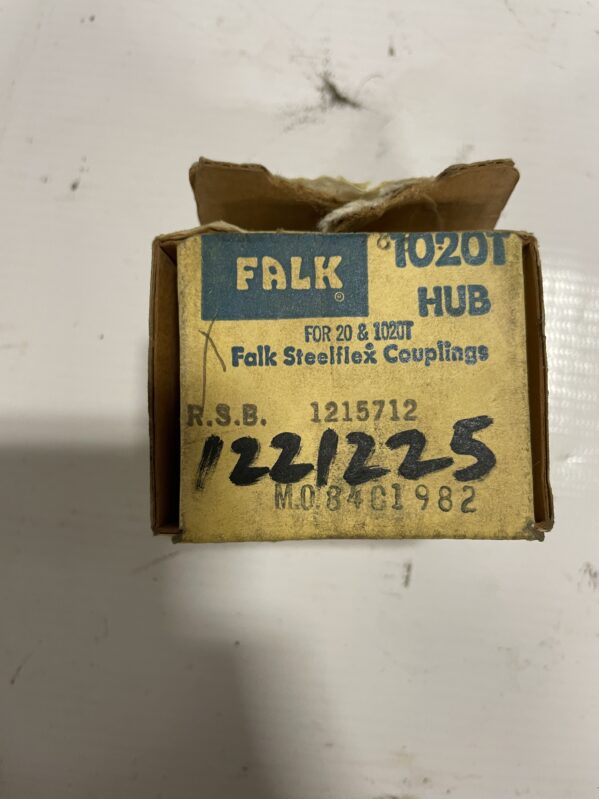 FALK®
1020T
HUB
FOR 20 & 1020T
Falk Steelflex Couplings
R.S.B. 1215712
1221225
M.O.84C1982